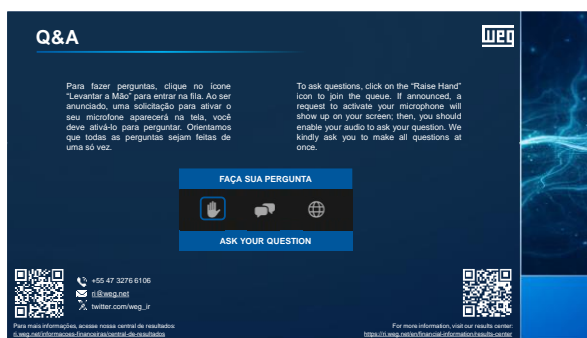 Q&A
weg
Para fazer perguntas, clique no ícone
"Levantar a Mão" para entrar na fila. Ao ser
anunciado, uma solicitação para ativar o
seu microfone aparecerá na tela, você
deve ativá-lo para perguntar. Orientamos
que todas as perguntas sejam feitas de
uma só vez.
To ask questions, click on the "Raise Hand"
icon to join the queue. If announced, a
request to activate your microphone will
show up on your screen; then, you should
enable your audio to ask your question. We
kindly ask you to make all questions at
once.
FAÇA SUA PERGUNTA
ASK YOUR QUESTION
+55 47 3276 6106
ri@weg.net
twitter.com/weg_ir
Para mais informações, acesse nossa central de resultados:
ri.weg.net/informacoes-financeiras/central-de-resultados
For more information, visit our results center:
https://ri.weg.net/en/financial-information/results-center